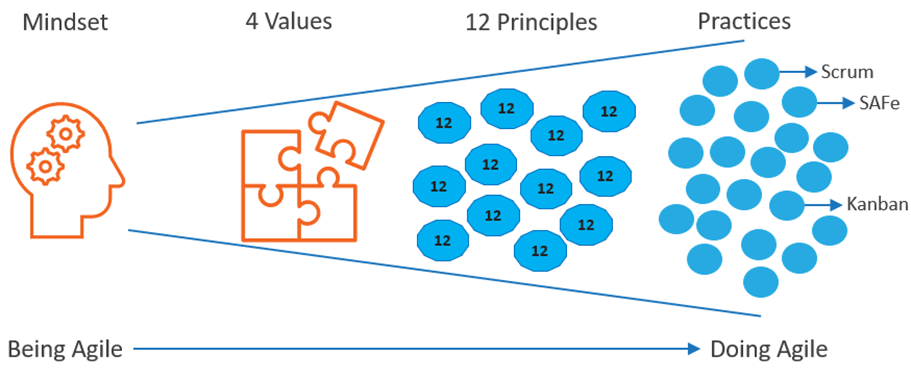 Mindset
4 Values
12 Principles
Practices
Scrum
SAFe
Kanban
12
12
12
12
12
12
12
12
12
12
12
12
Being Agile
Doing Agile